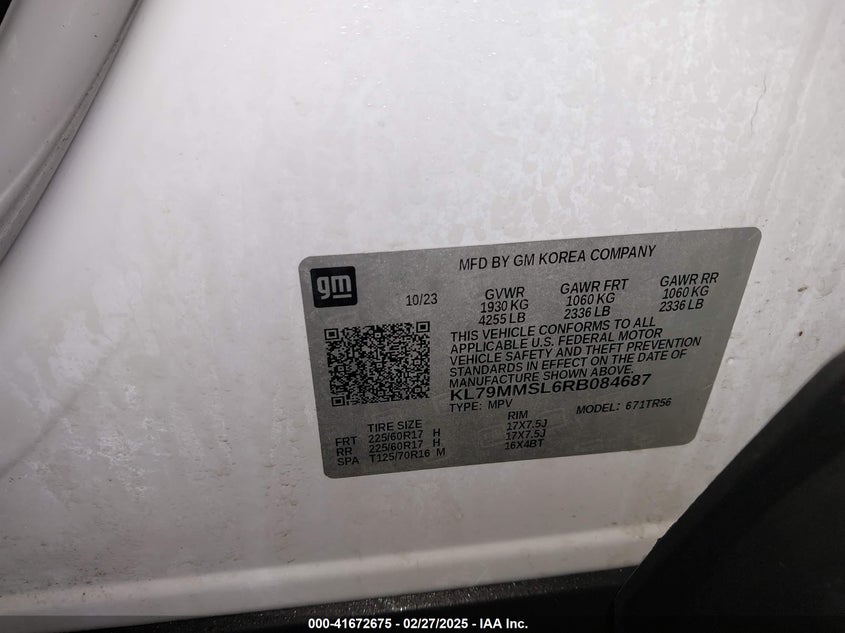 MFD BY GM KOREA COMPANY
gm
10/23
GVWR GAWR FRT GAWR RR
1930 KG 1060 KG 1060 KG
4255 LB 2336 LB 2336 LB
THIS VEHICLE CONFORMS TO ALL
APPLICABLE U.S. FEDERAL MOTOR
VEHICLE SAFETY AND THEFT PREVENTION
STANDARDS IN EFFECT ON THE DATE OF
MANUFACTURE SHOWN ABOVE.
KL79MMSL6RB084687
TYPE: MPV MODEL: 671TR56
TIRE SIZE RIM
FRT 225/60R17 H 17X7.5J
RR 225/60R17 H 17X7.5J
SPA T125/70R16 M 16X4BT
000-41672675 - 02/27/2025 - IAA Inc.